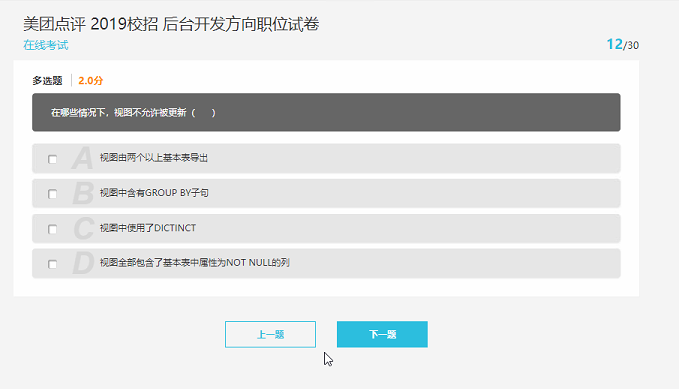 美团点评 2019校招 后台开发方向职位试卷
在线考试
12/30
多选题 2.0分
在哪些情况下，视图不允许被更新（ ）
A 视图由两个以上基本表导出
B 视图中含有GROUP BY子句
C 视图中使用了DICTINCT
D 视图全部包含了基本表中属性为NOT NULL的列
上一题 下一题